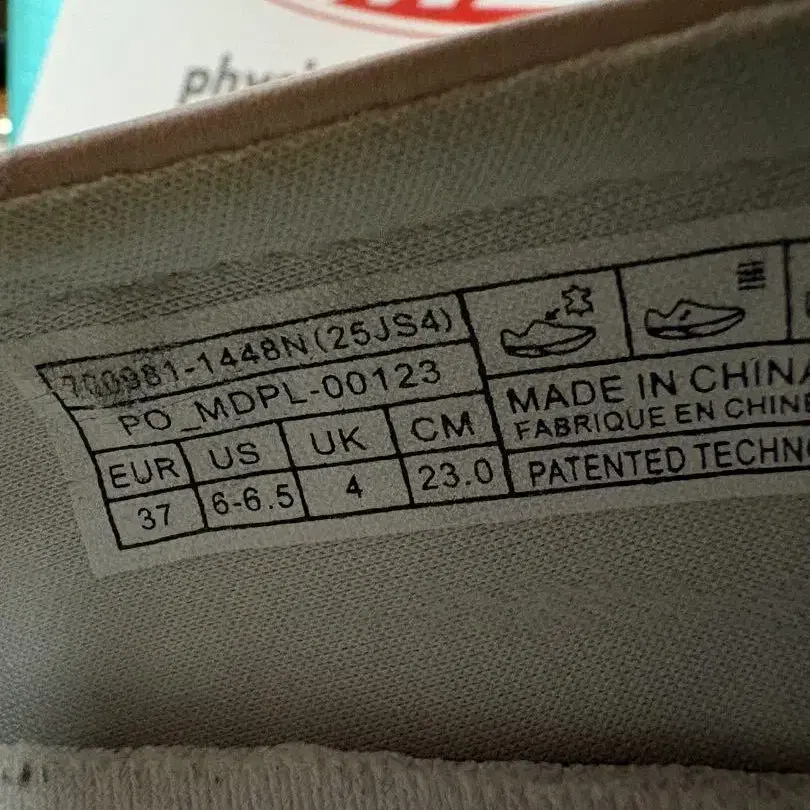 700981-1448N(25JS4)
PO_MDPL-00123
EUR US UK CM
37 6-6.5 4 23.0
MADE IN CHINA
FABRIQUE EN CHINE
PATENTED TECHNO